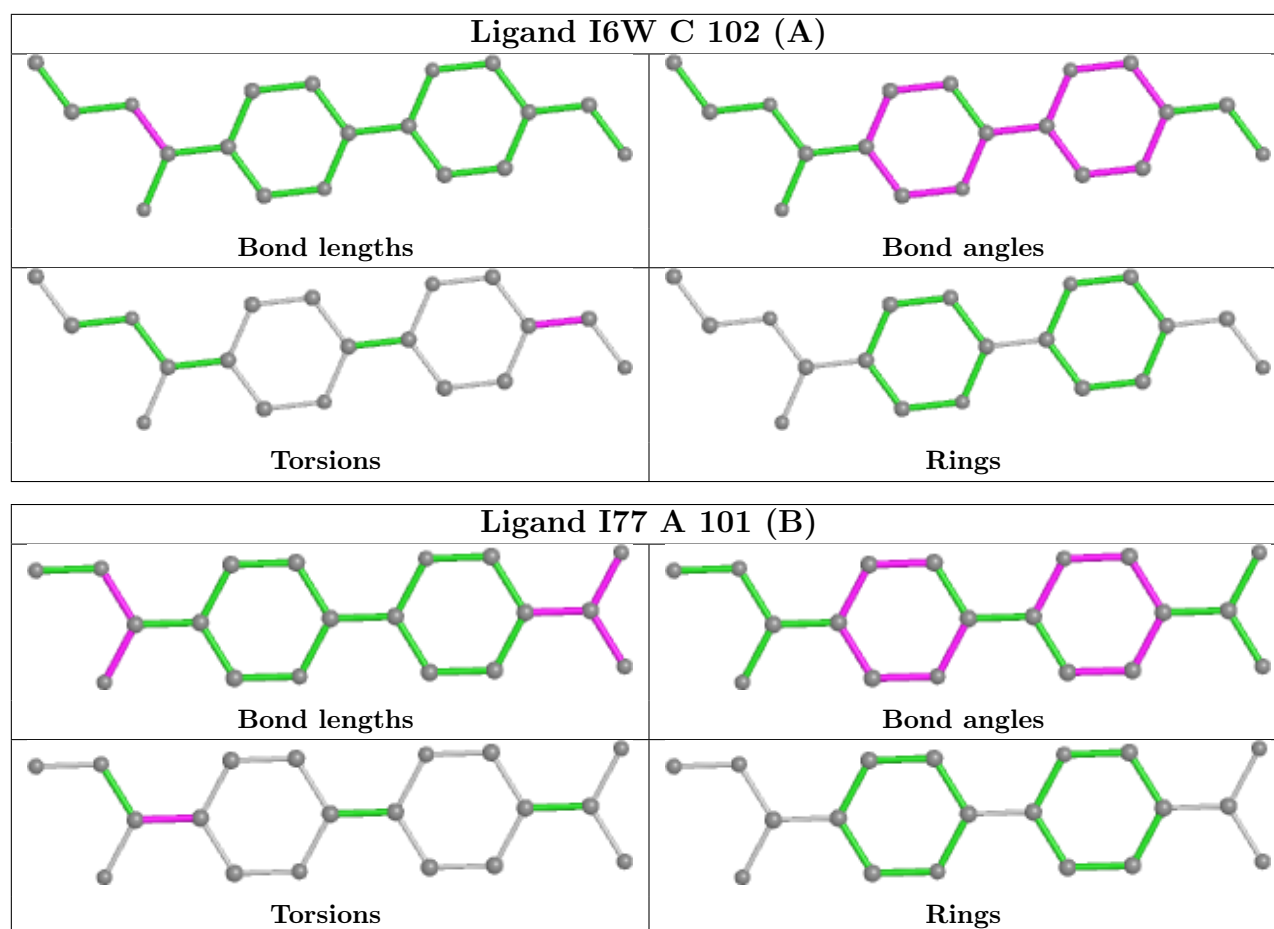 Ligand I6W C 102 (A)
Bond lengths
Bond angles
Torsions
Rings
Ligand I77 A 101 (B)
Bond lengths
Bond angles
Torsions
Rings